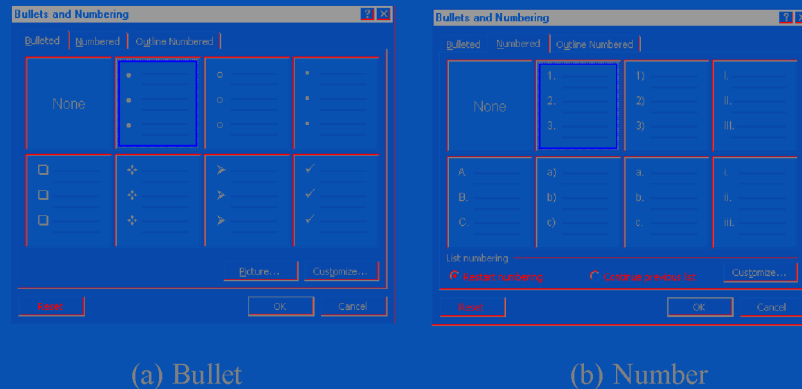 Bullets and Numbering
Bulleted Numbered Outline Numbered
None
Picture... Customize...
Reset OK Cancel
(a) Bullet
Bullets and Numbering
Bulleted Numbered Outline Numbered
None
1.
2.
3.
1)
2)
3)
I.
II.
III.
A.
B.
C.
a)
b)
c)
a.
b.
c.
i.
ii.
iii.
List numbering
Restart numbering Continue previous list Customize...
Reset OK Cancel
(b) Number